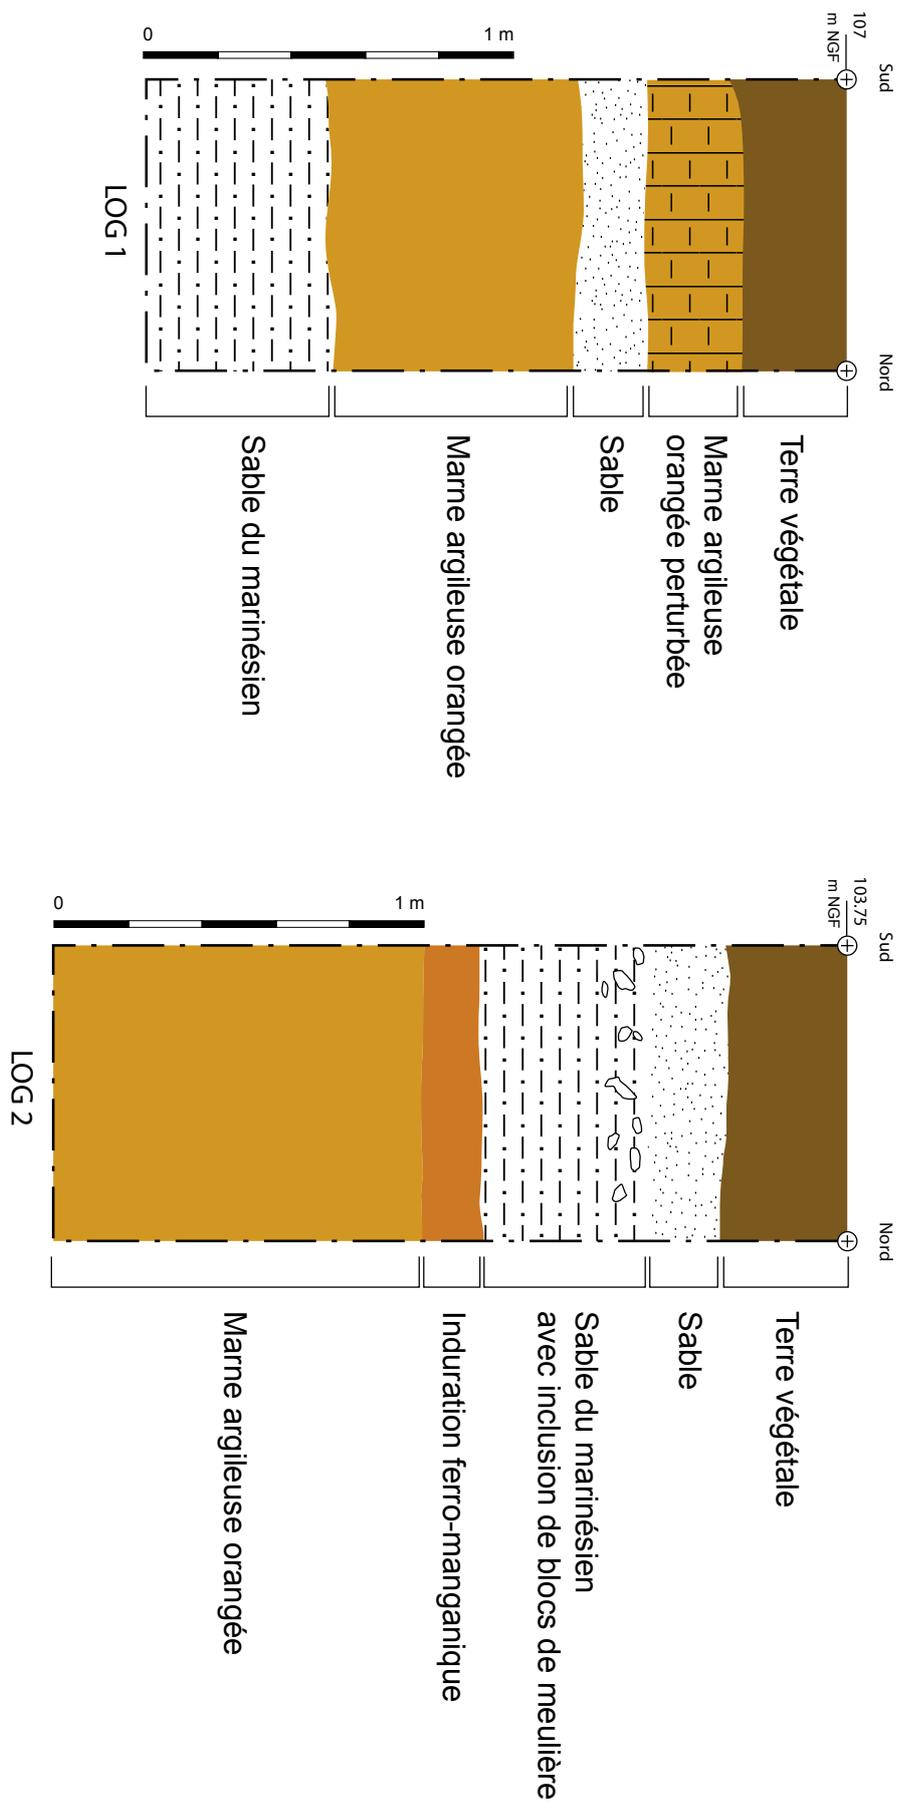 107
m NGF
Sud
Nord
0
1 m
Terre végétale
Marne argileuse
orangée perturbée
Sable
Marne argileuse orangée
Sable du marinésien
LOG 1
103.75
m NGF
Sud
Nord
0
1 m
Terre végétale
Sable
Sable du marinésien
avec inclusion de blocs de meulière
Induration ferro-manganique
Marne argileuse orangée
LOG 2